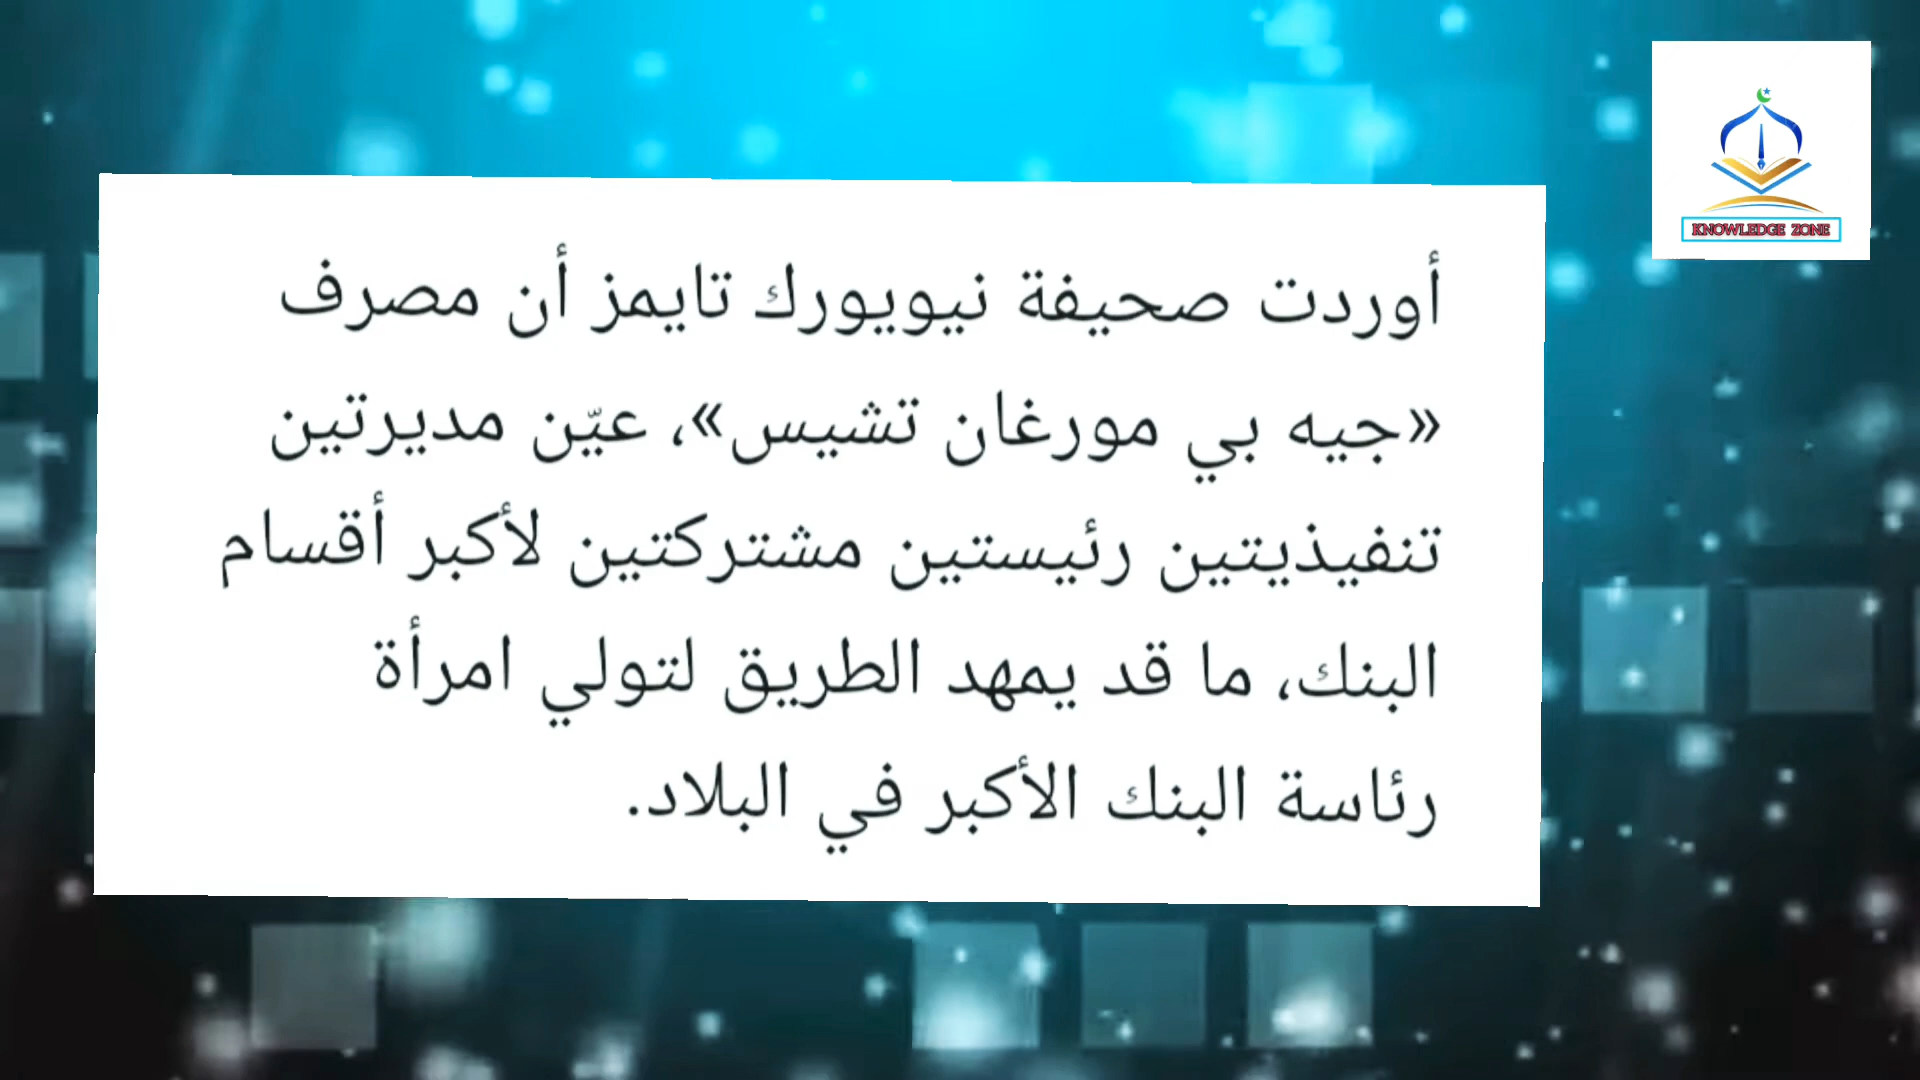 KNOWLEDGE ZONE
أوردت صحيفة نيويورك تايمز أن مصرف
«جيه بي مورغان تشيس»، عيّن مديرتين
تنفيذيتين رئيستين مشتركتين لأكبر أقسام
البنك، ما قد يمهد الطريق لتولي امرأة
رئاسة البنك الأكبر في البلاد.